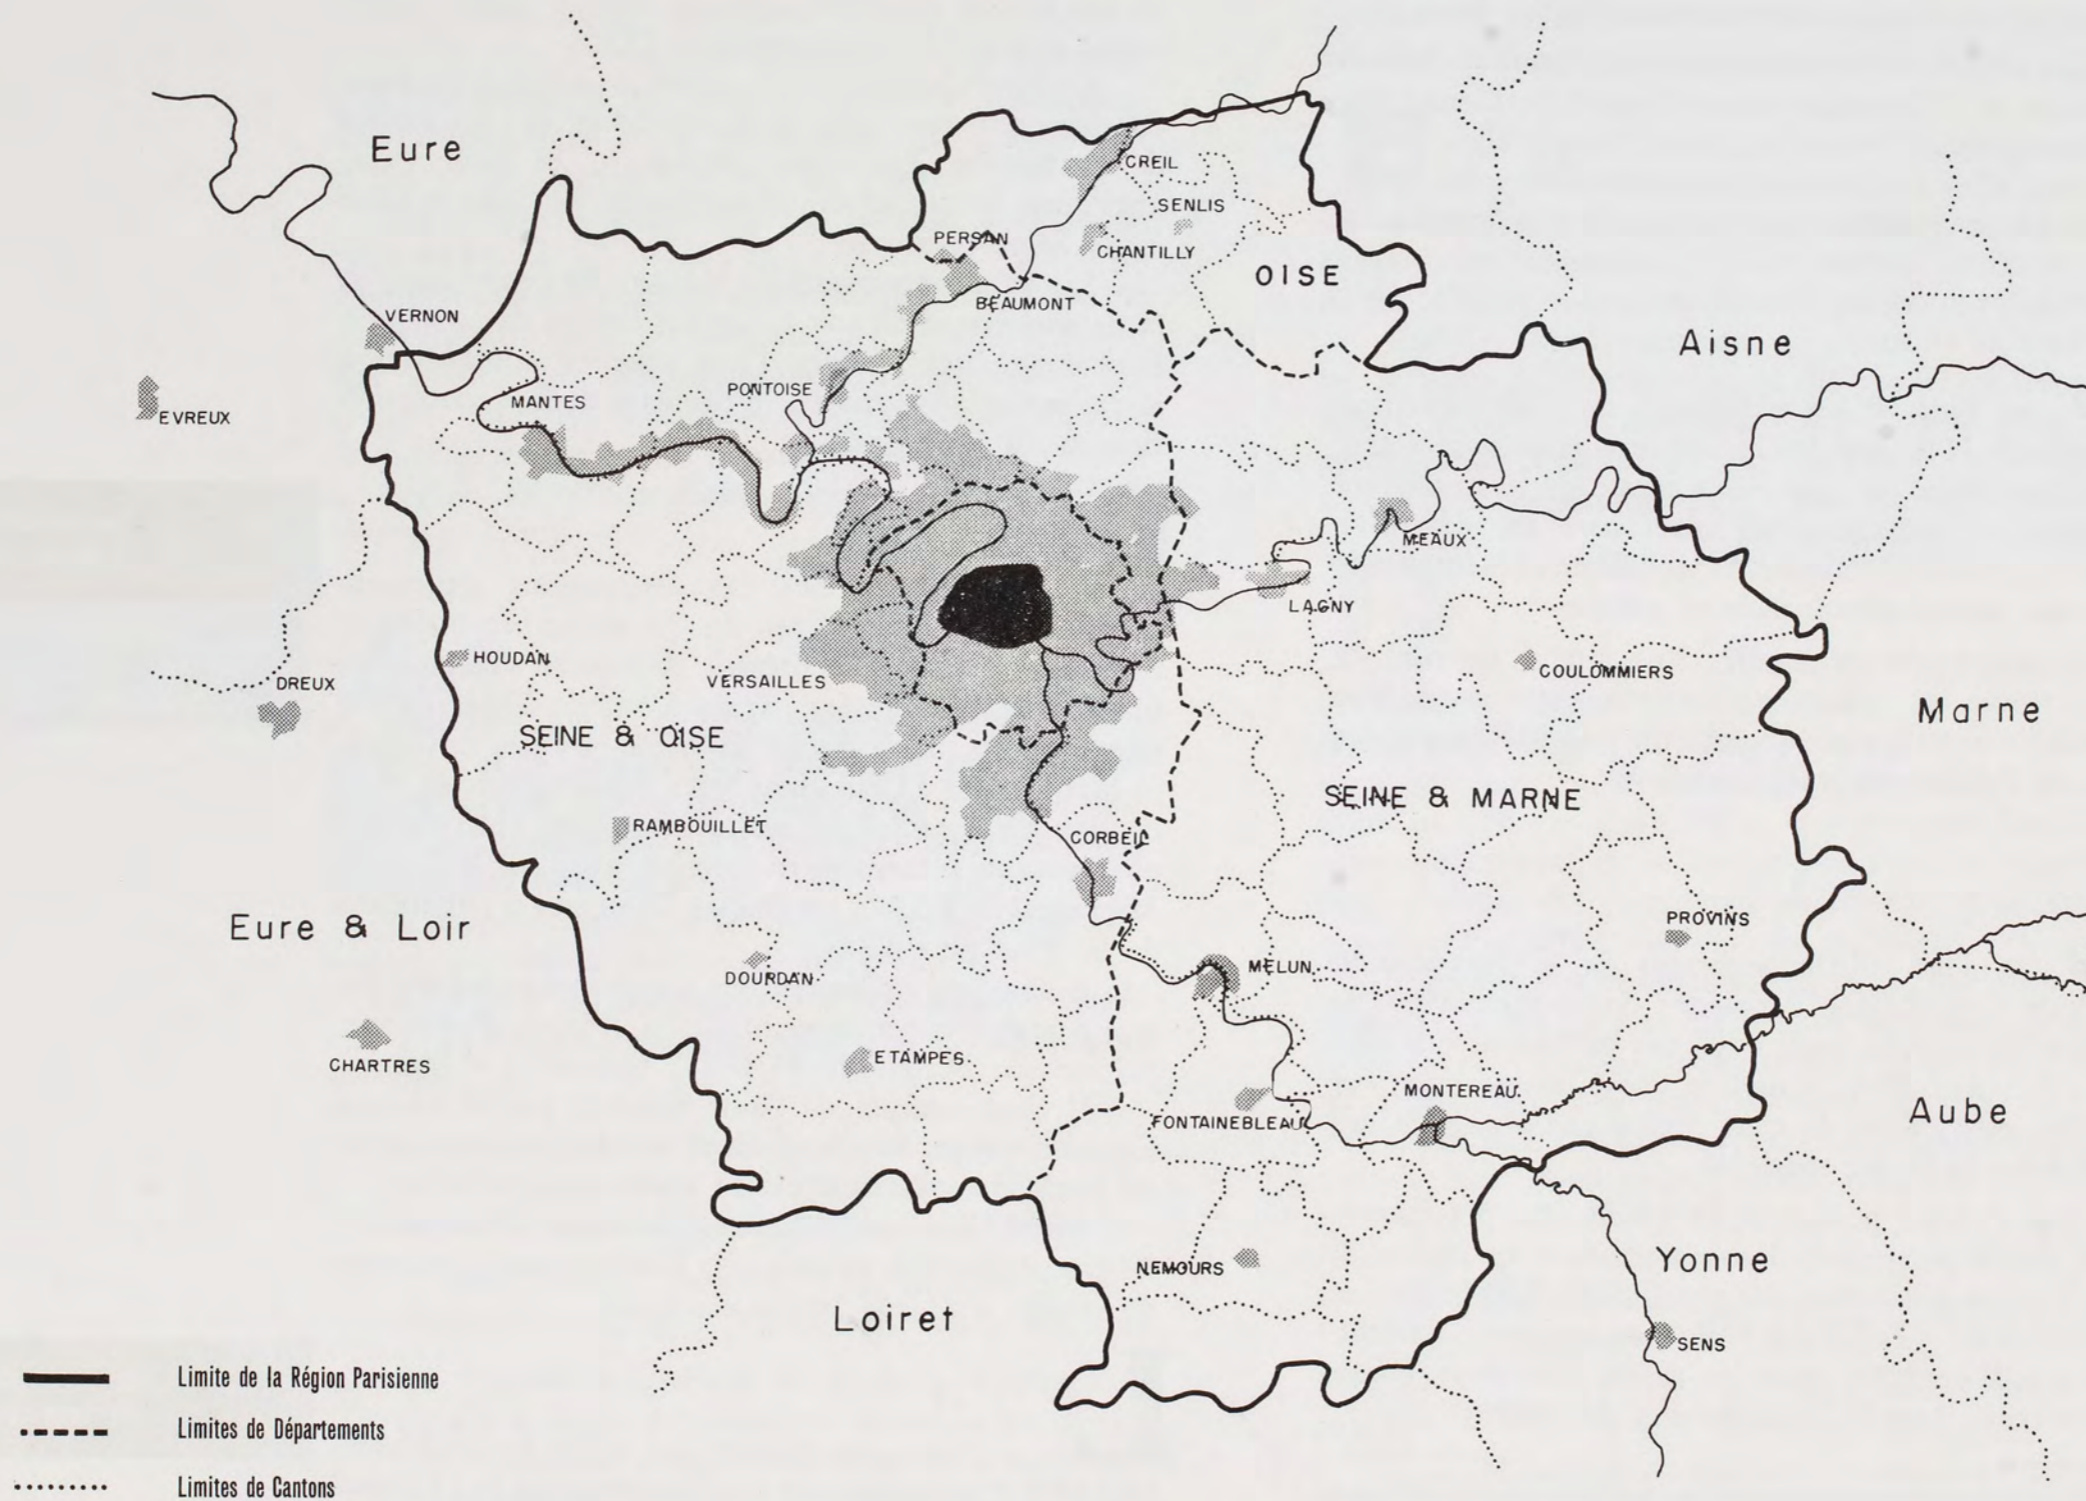 Eure
CREIL
SENLIS
PERSAN
CHANTILLY
OISE
BEAUMONT
VERNON
Aisne
PONTOISE
MANTES
EVREUX
MEAUX
LAGNY
HOUDAN
COULOMMIERS
DREUX
VERSAILLES
Marne
SEINE & OISE
SEINE & MARNE
RAMBOUILLET
CORBEIL
PROVINS
Eure & Loir
MELUN
DOURDAN
ETAMPES
CHARTRES
MONTEREAU
Aube
FONTAINEBLEAU
Yonne
NEMOURS
Loiret
SENS
Limite de la Région Parisienne
Limites de Départements
Limites de Cantons